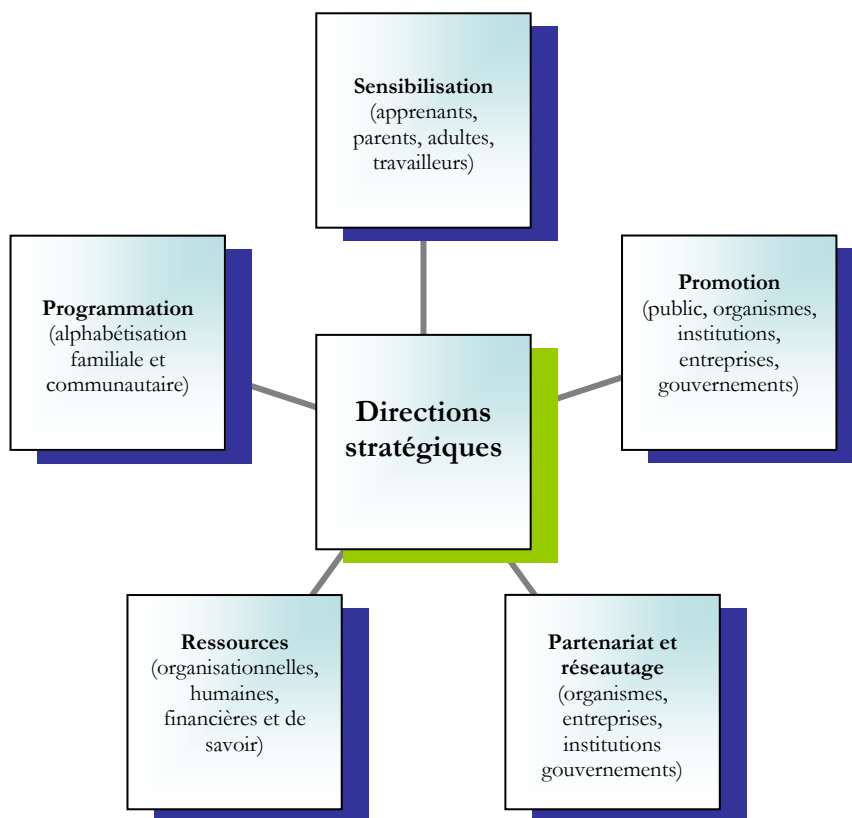 Sensibilisation
(apprenants,
parents, adultes,
travailleurs)
Programmation
(alphabétisation
familiale et
communautaire)
Promotion
(public, organismes,
institutions,
entreprises,
gouvernements)
Directions
stratégiques
Ressources
(organisationnelles,
humaines,
financières et de
savoir)
Partenariat et
réseautage
(organismes,
entreprises,
institutions
gouvernements)